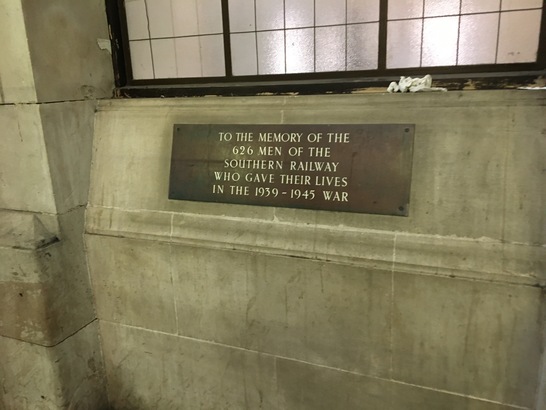 TO THE MEMORY OF THE
626 MEN OF THE
SOUTHERN RAILWAY
WHO GAVE THEIR LIVES
IN THE 1939-1945 WAR